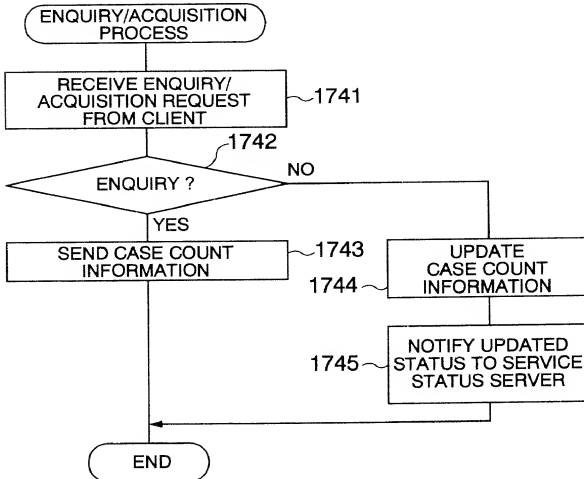 ENQUIRY/ACQUISITION
PROCESS
RECEIVE ENQUIRY/
ACQUISITION REQUEST
FROM CLIENT
1741
1742
ENQUIRY ?
NO
YES
SEND CASE COUNT
INFORMATION
1743
UPDATE
CASE COUNT
INFORMATION
1744
NOTIFY UPDATED
STATUS TO SERVICE
STATUS SERVER
1745
END